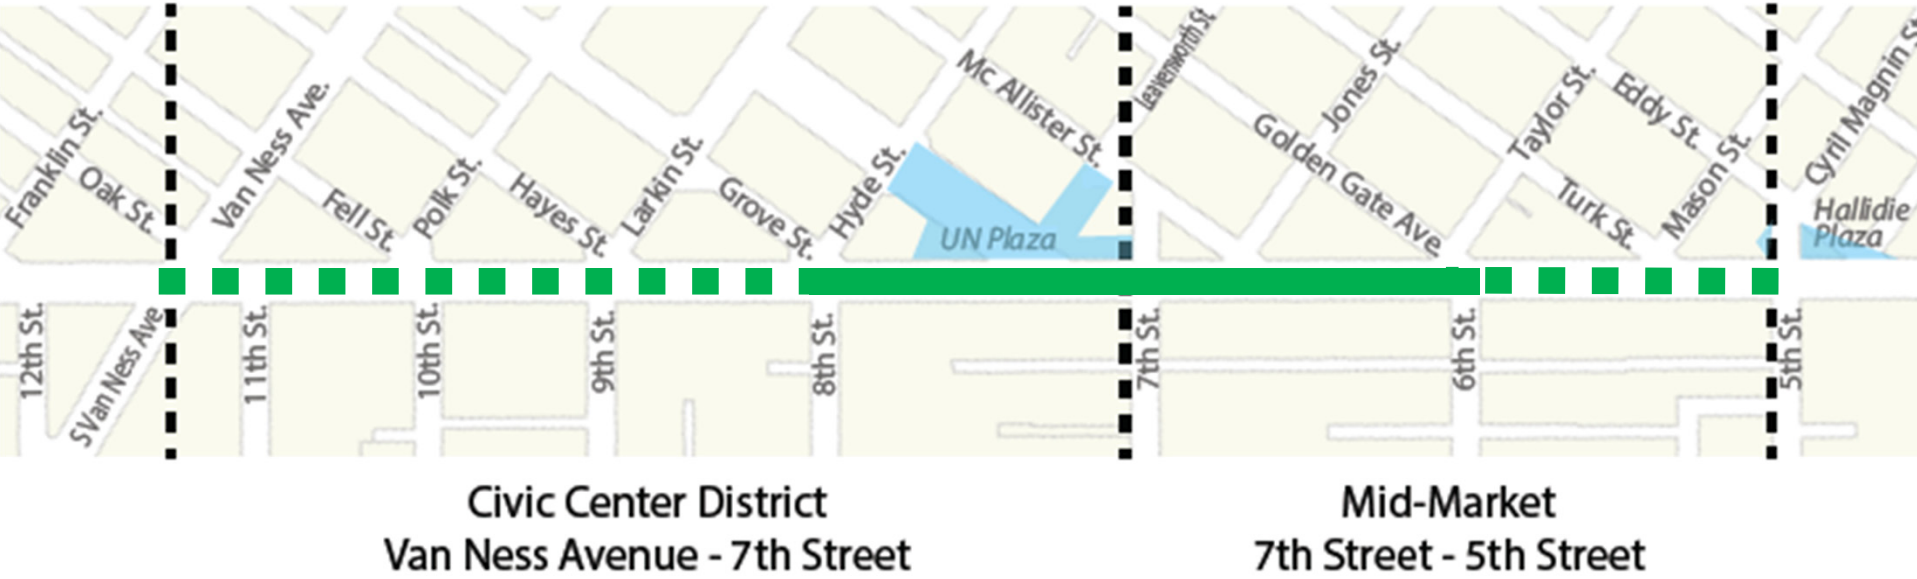 Franklin St.
Oak St.
Van Ness Ave.
Fell St.
Polk St.
Hayes St.
Larkin St.
Grove St.
Hyde St.
Mc Allister St.
UN Plaza
Leavenworth St.
Golden Gate Ave
Jones St.
Taylor St.
Eddy St.
Turk St.
Mason St.
Cyril Magnin St
Hallidie
Plaza
12th St.
S Van Ness Ave
11th St.
10th St.
9th St.
8th St.
7th St.
6th St.
5th St.
Civic Center District
Van Ness Avenue - 7th Street
Mid-Market
7th Street - 5th Street